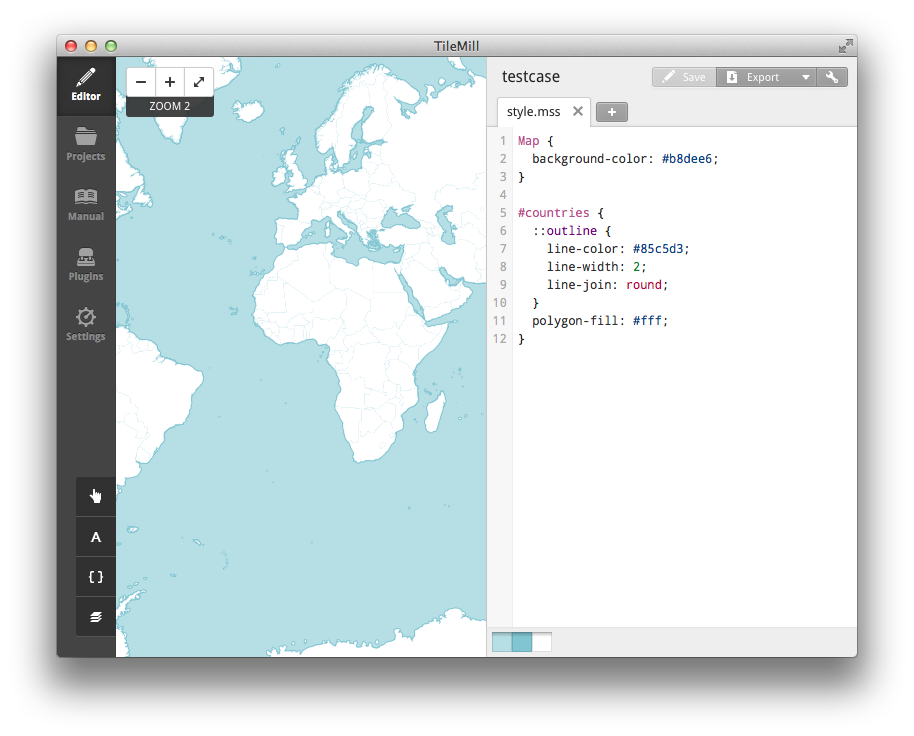 TileMill
Editor
Projects
Manual
Plugins
Settings
A
{}
− +
ZOOM 2
testcase
Save
Export
style.mss ✕ +
1 Map {
2   background-color: #b8dee6;
3 }
4
5 #countries {
6   ::outline {
7     line-color: #85c5d3;
8     line-width: 2;
9     line-join: round;
10   }
11   polygon-fill: #fff;
12 }